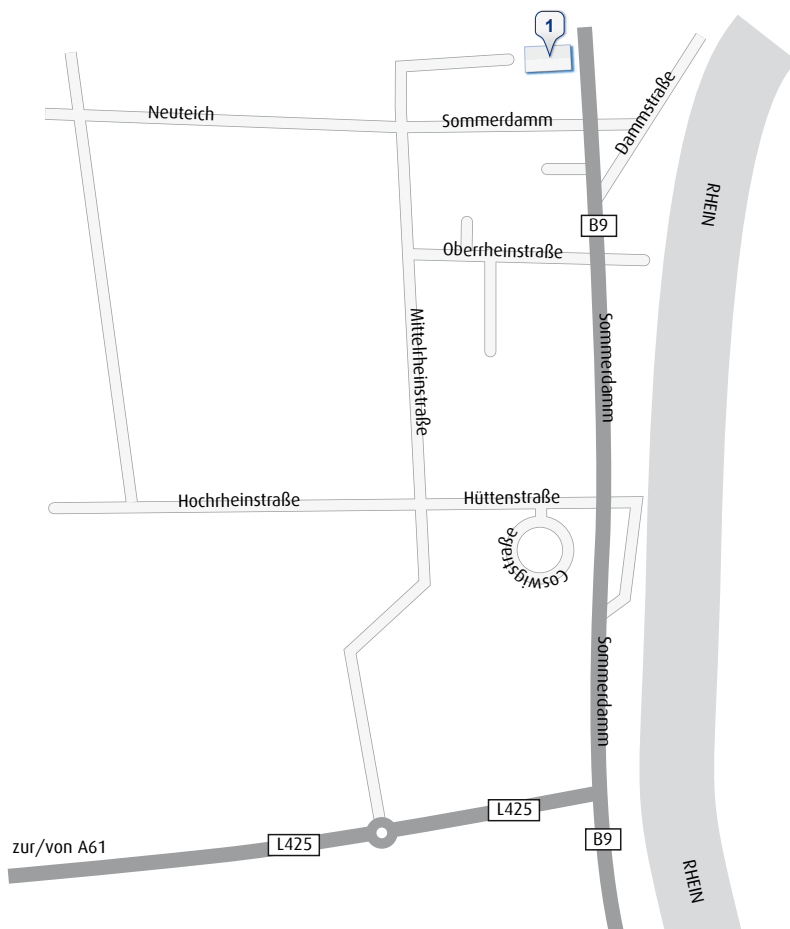 1
Neuteich
Sommerdamm
Dammstraße
RHEIN
B9
Oberrheinstraße
Mittelrheinstraße
Sommerdamm
Hochrheinstraße
Hüttenstraße
Coswigstraße
Sommerdamm
L425
L425
zur/von A61
B9
RHEIN